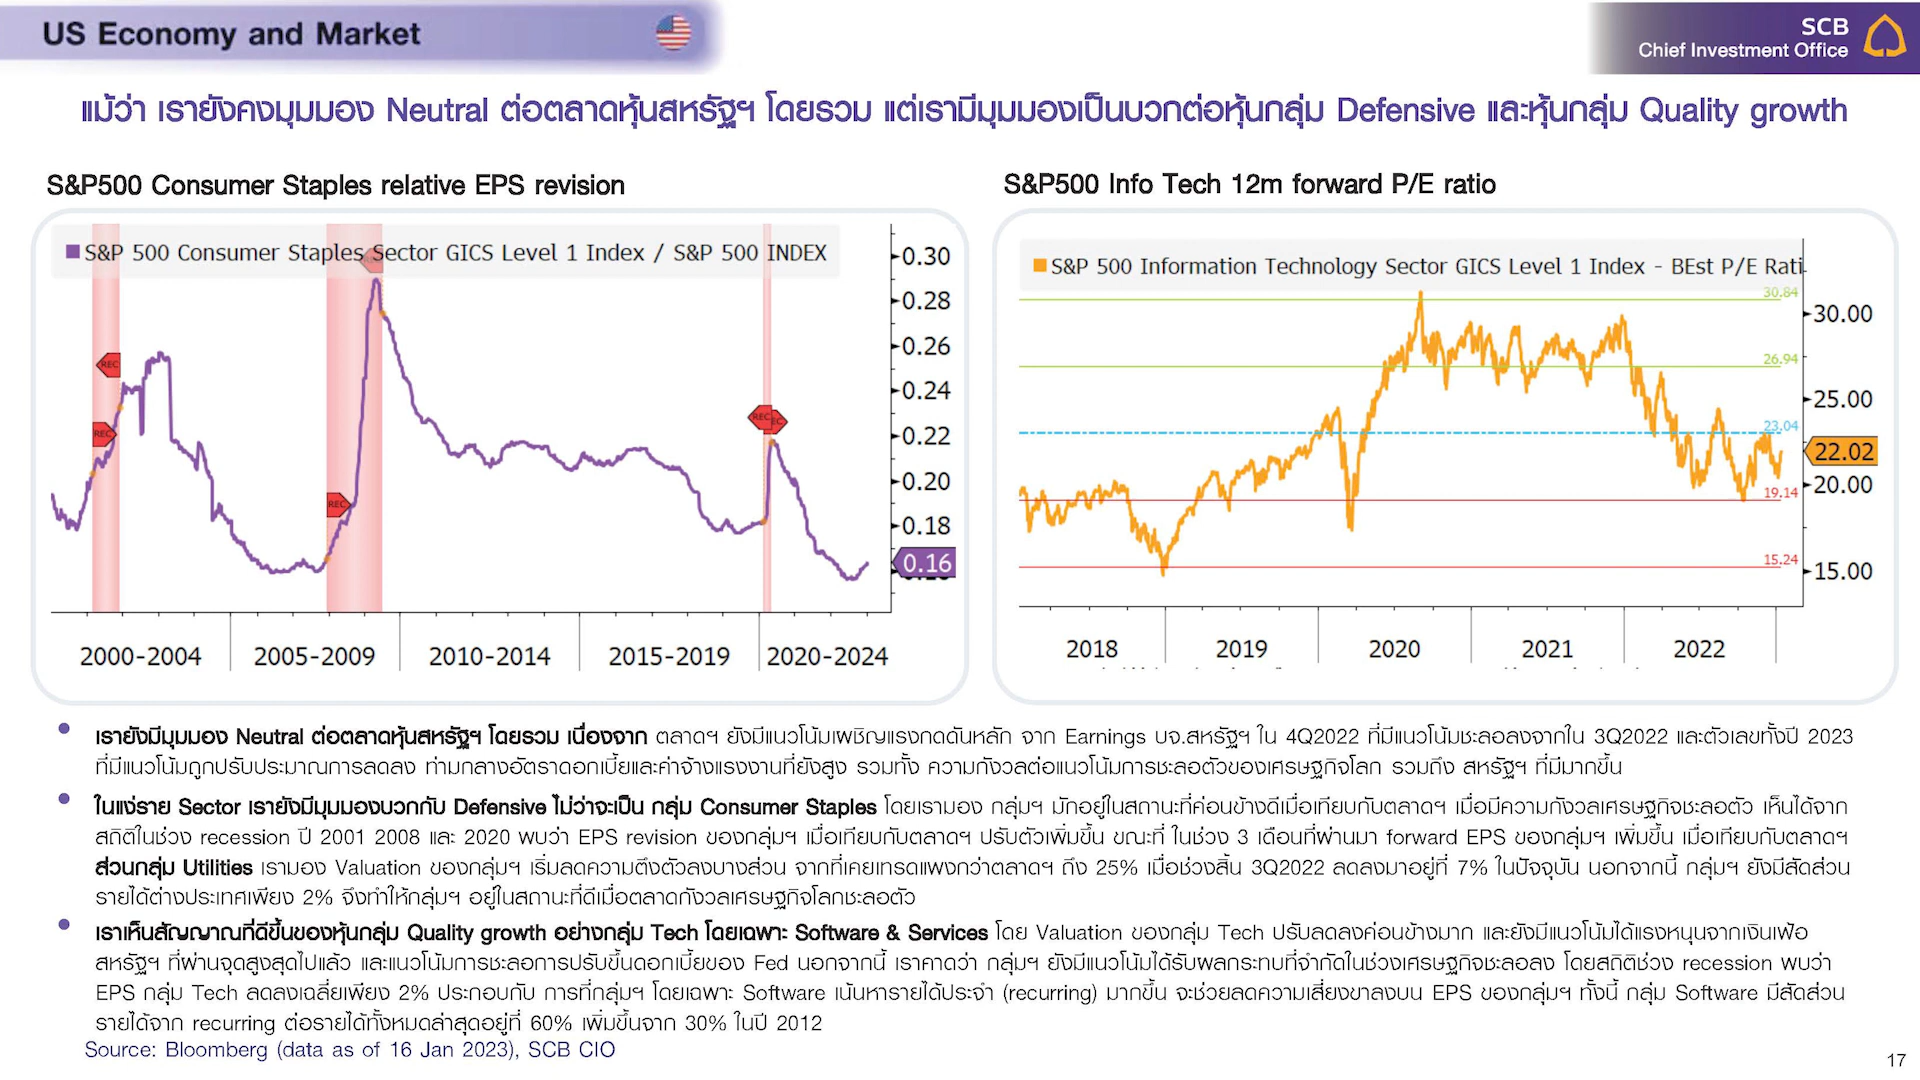 US Economy and Market
SCB
Chief Investment Office
แม้ว่า เรายังคงมุมมอง Neutral ต่อตลาดหุ้นสหรัฐฯ โดยรวม แต่เรามีมุมมองเป็นบวกต่อหุ้นกลุ่ม Defensive และหุ้นกลุ่ม Quality growth
S&P500 Consumer Staples relative EPS revision
S&P 500 Consumer Staples Sector GICS Level 1 Index / S&P 500 INDEX
REC
REC
REC
REC
REC
EC
0.30
0.28
0.26
0.24
0.22
0.20
0.18
0.16
2000-2004
2005-2009
2010-2014
2015-2019
2020-2024
S&P500 Info Tech 12m forward P/E ratio
S&P 500 Information Technology Sector GICS Level 1 Index - BEst P/E Rati
30.84
26.94
23.04
19.14
15.24
30.00
25.00
22.02
20.00
15.00
2018
2019
2020
2021
2022
• เรายังมีมุมมอง Neutral ต่อตลาดหุ้นสหรัฐฯ โดยรวม เนื่องจาก ตลาดฯ ยังมีแนวโน้มเผชิญแรงกดดันหลัก จาก Earnings บจ.สหรัฐฯ ใน 4Q2022 ที่มีแนวโน้มชะลอลงจากใน 3Q2022 และตัวเลขทั้งปี 2023
ที่มีแนวโน้มถูกปรับประมาณการลดลง ท่ามกลางอัตราดอกเบี้ยและค่าจ้างแรงงานที่ยังสูง รวมทั้ง ความกังวลต่อแนวโน้มการชะลอตัวของเศรษฐกิจโลก รวมถึง สหรัฐฯ ที่มีมากขึ้น
• ในแง่ราย Sector เรายังมีมุมมองบวกกับ Defensive ไม่ว่าจะเป็น กลุ่ม Consumer Staples โดยเรามอง กลุ่มฯ มักอยู่ในสถานะที่ค่อนข้างดีเมื่อเทียบกับตลาดฯ เมื่อมีความกังวลเศรษฐกิจชะลอตัว เห็นได้จาก
สถิติในช่วง recession ปี 2001 2008 และ 2020 พบว่า EPS revision ของกลุ่มฯ เมื่อเทียบกับตลาดฯ ปรับตัวเพิ่มขึ้น ขณะที่ ในช่วง 3 เดือนที่ผ่านมา forward EPS ของกลุ่มฯ เพิ่มขึ้น เมื่อเทียบกับตลาดฯ
ส่วนกลุ่ม Utilities เรามอง Valuation ของกลุ่มฯ เริ่มลดความตึงตัวลงบางส่วน จากที่เคยเทรดแพงกว่าตลาดฯ ถึง 25% เมื่อช่วงสิ้น 3Q2022 ลดลงมาอยู่ที่ 7% ในปัจจุบัน นอกจากนี้ กลุ่มฯ ยังมีสัดส่วน
รายได้ต่างประเทศเพียง 2% จึงทำให้กลุ่มฯ อยู่ในสถานะที่ดีเมื่อตลาดกังวลเศรษฐกิจโลกชะลอตัว
• เราเห็นสัญญาณที่ดีขึ้นของหุ้นกลุ่ม Quality growth อย่างกลุ่ม Tech โดยเฉพาะ Software & Services โดย Valuation ของกลุ่ม Tech ปรับลดลงค่อนข้างมาก และยังมีแนวโน้มได้แรงหนุนจากเงินเฟ้อ
สหรัฐฯ ที่ผ่านจุดสูงสุดไปแล้ว และแนวโน้มการชะลอการปรับขึ้นดอกเบี้ยของ Fed นอกจากนี้ เราคาดว่า กลุ่มฯ ยังมีแนวโน้มได้รับผลกระทบที่จำกัดในช่วงเศรษฐกิจชะลอลง โดยสถิติช่วง recession พบว่า
EPS กลุ่ม Tech ลดลงเฉลี่ยเพียง 2% ประกอบกับ การที่กลุ่มฯ โดยเฉพาะ Software เน้นหารายได้ประจำ (recurring) มากขึ้น จะช่วยลดความเสี่ยงขาลงบน EPS ของกลุ่มฯ ทั้งนี้ กลุ่ม Software มีสัดส่วน
รายได้จาก recurring ต่อรายได้ทั้งหมดล่าสุดอยู่ที่ 60% เพิ่มขึ้นจาก 30% ในปี 2012
Source: Bloomberg (data as of 16 Jan 2023), SCB CIO
17